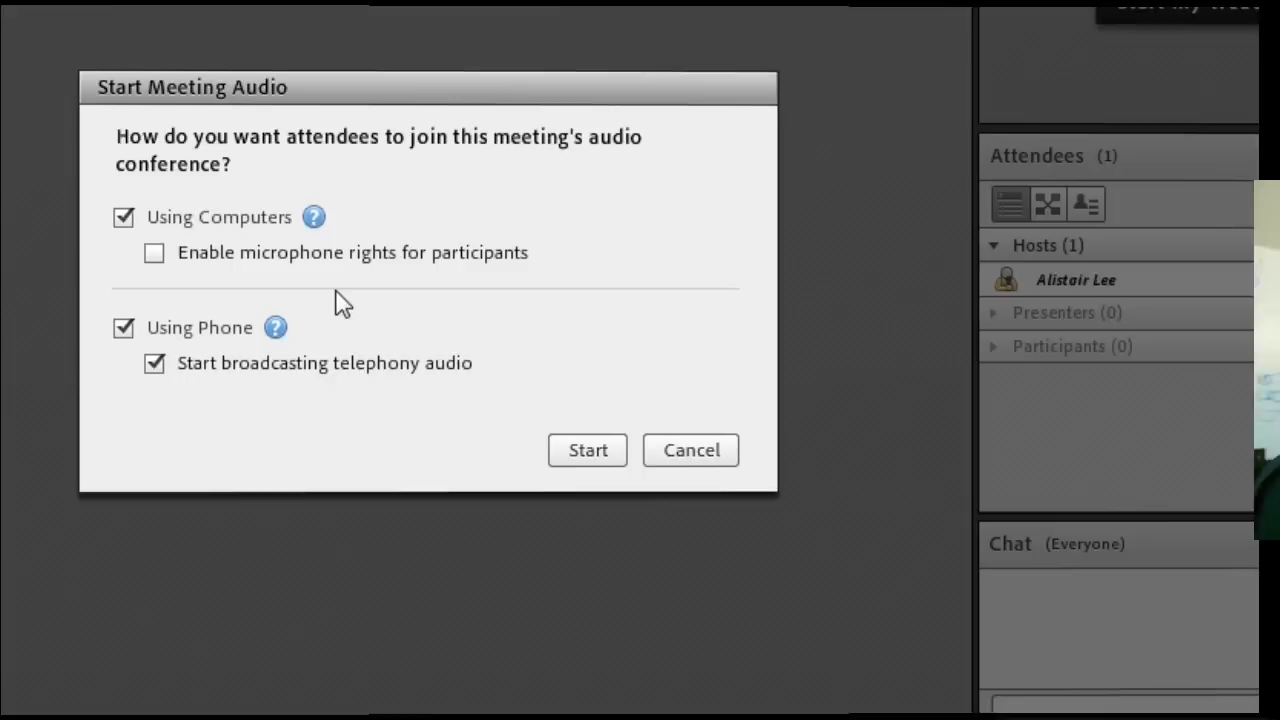 Start Meeting Audio
How do you want attendees to join this meeting's audio
conference?
Using Computers ?
Enable microphone rights for participants
Using Phone ?
Start broadcasting telephony audio
Start Cancel
Attendees (1)
Hosts (1)
Alistair Lee
Presenters (0)
Participants (0)
Chat (Everyone)